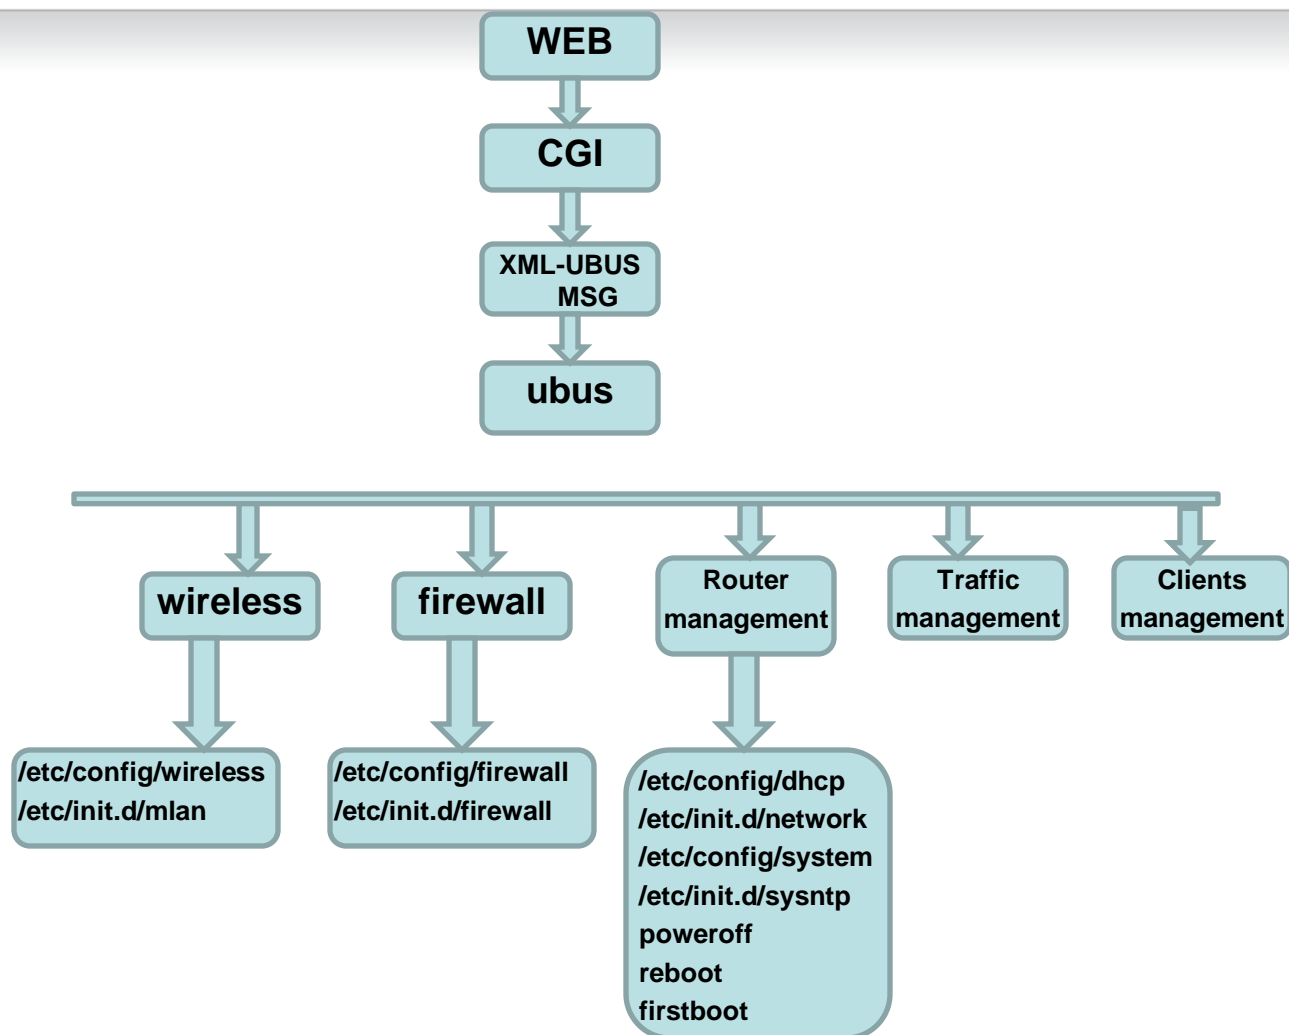 WEB
CGI
XML-UBUS
MSG
ubus
wireless
firewall
Router
management
Traffic
management
Clients
management
/etc/config/wireless
/etc/init.d/mlan
/etc/config/firewall
/etc/init.d/firewall
/etc/config/dhcp
/etc/init.d/network
/etc/config/system
/etc/init.d/sysntp
poweroff
reboot
firstboot